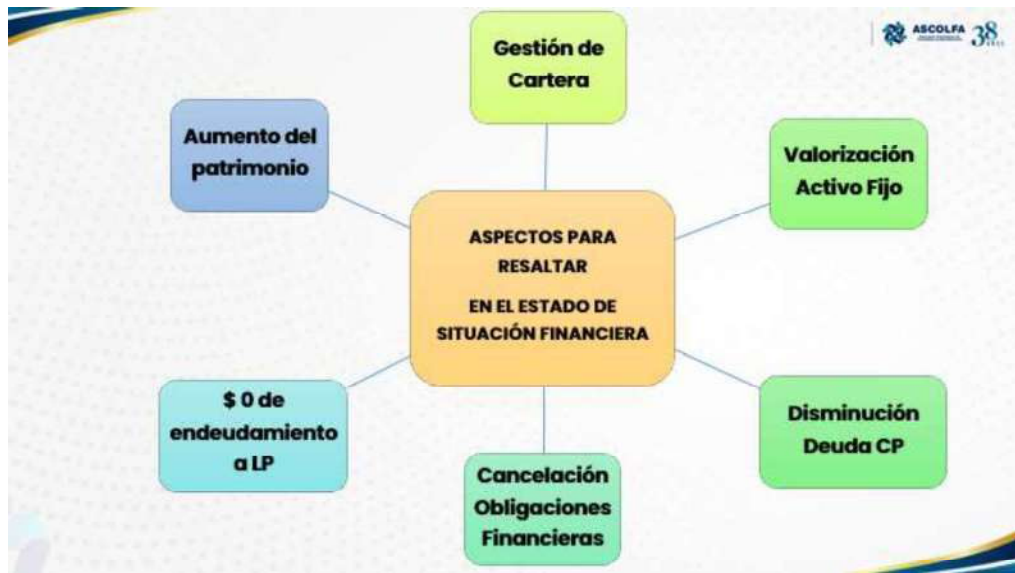 Gestión de
Cartera
ASCOLFA 38
Aumento del
patrimonio
Valorización
Activo Fijo
ASPECTOS PARA
RESALTAR
EN EL ESTADO DE
SITUACIÓN FINANCIERA
$ 0 de
endeudamiento
a LP
Disminución
Deuda CP
Cancelación
Obligaciones
Financieras